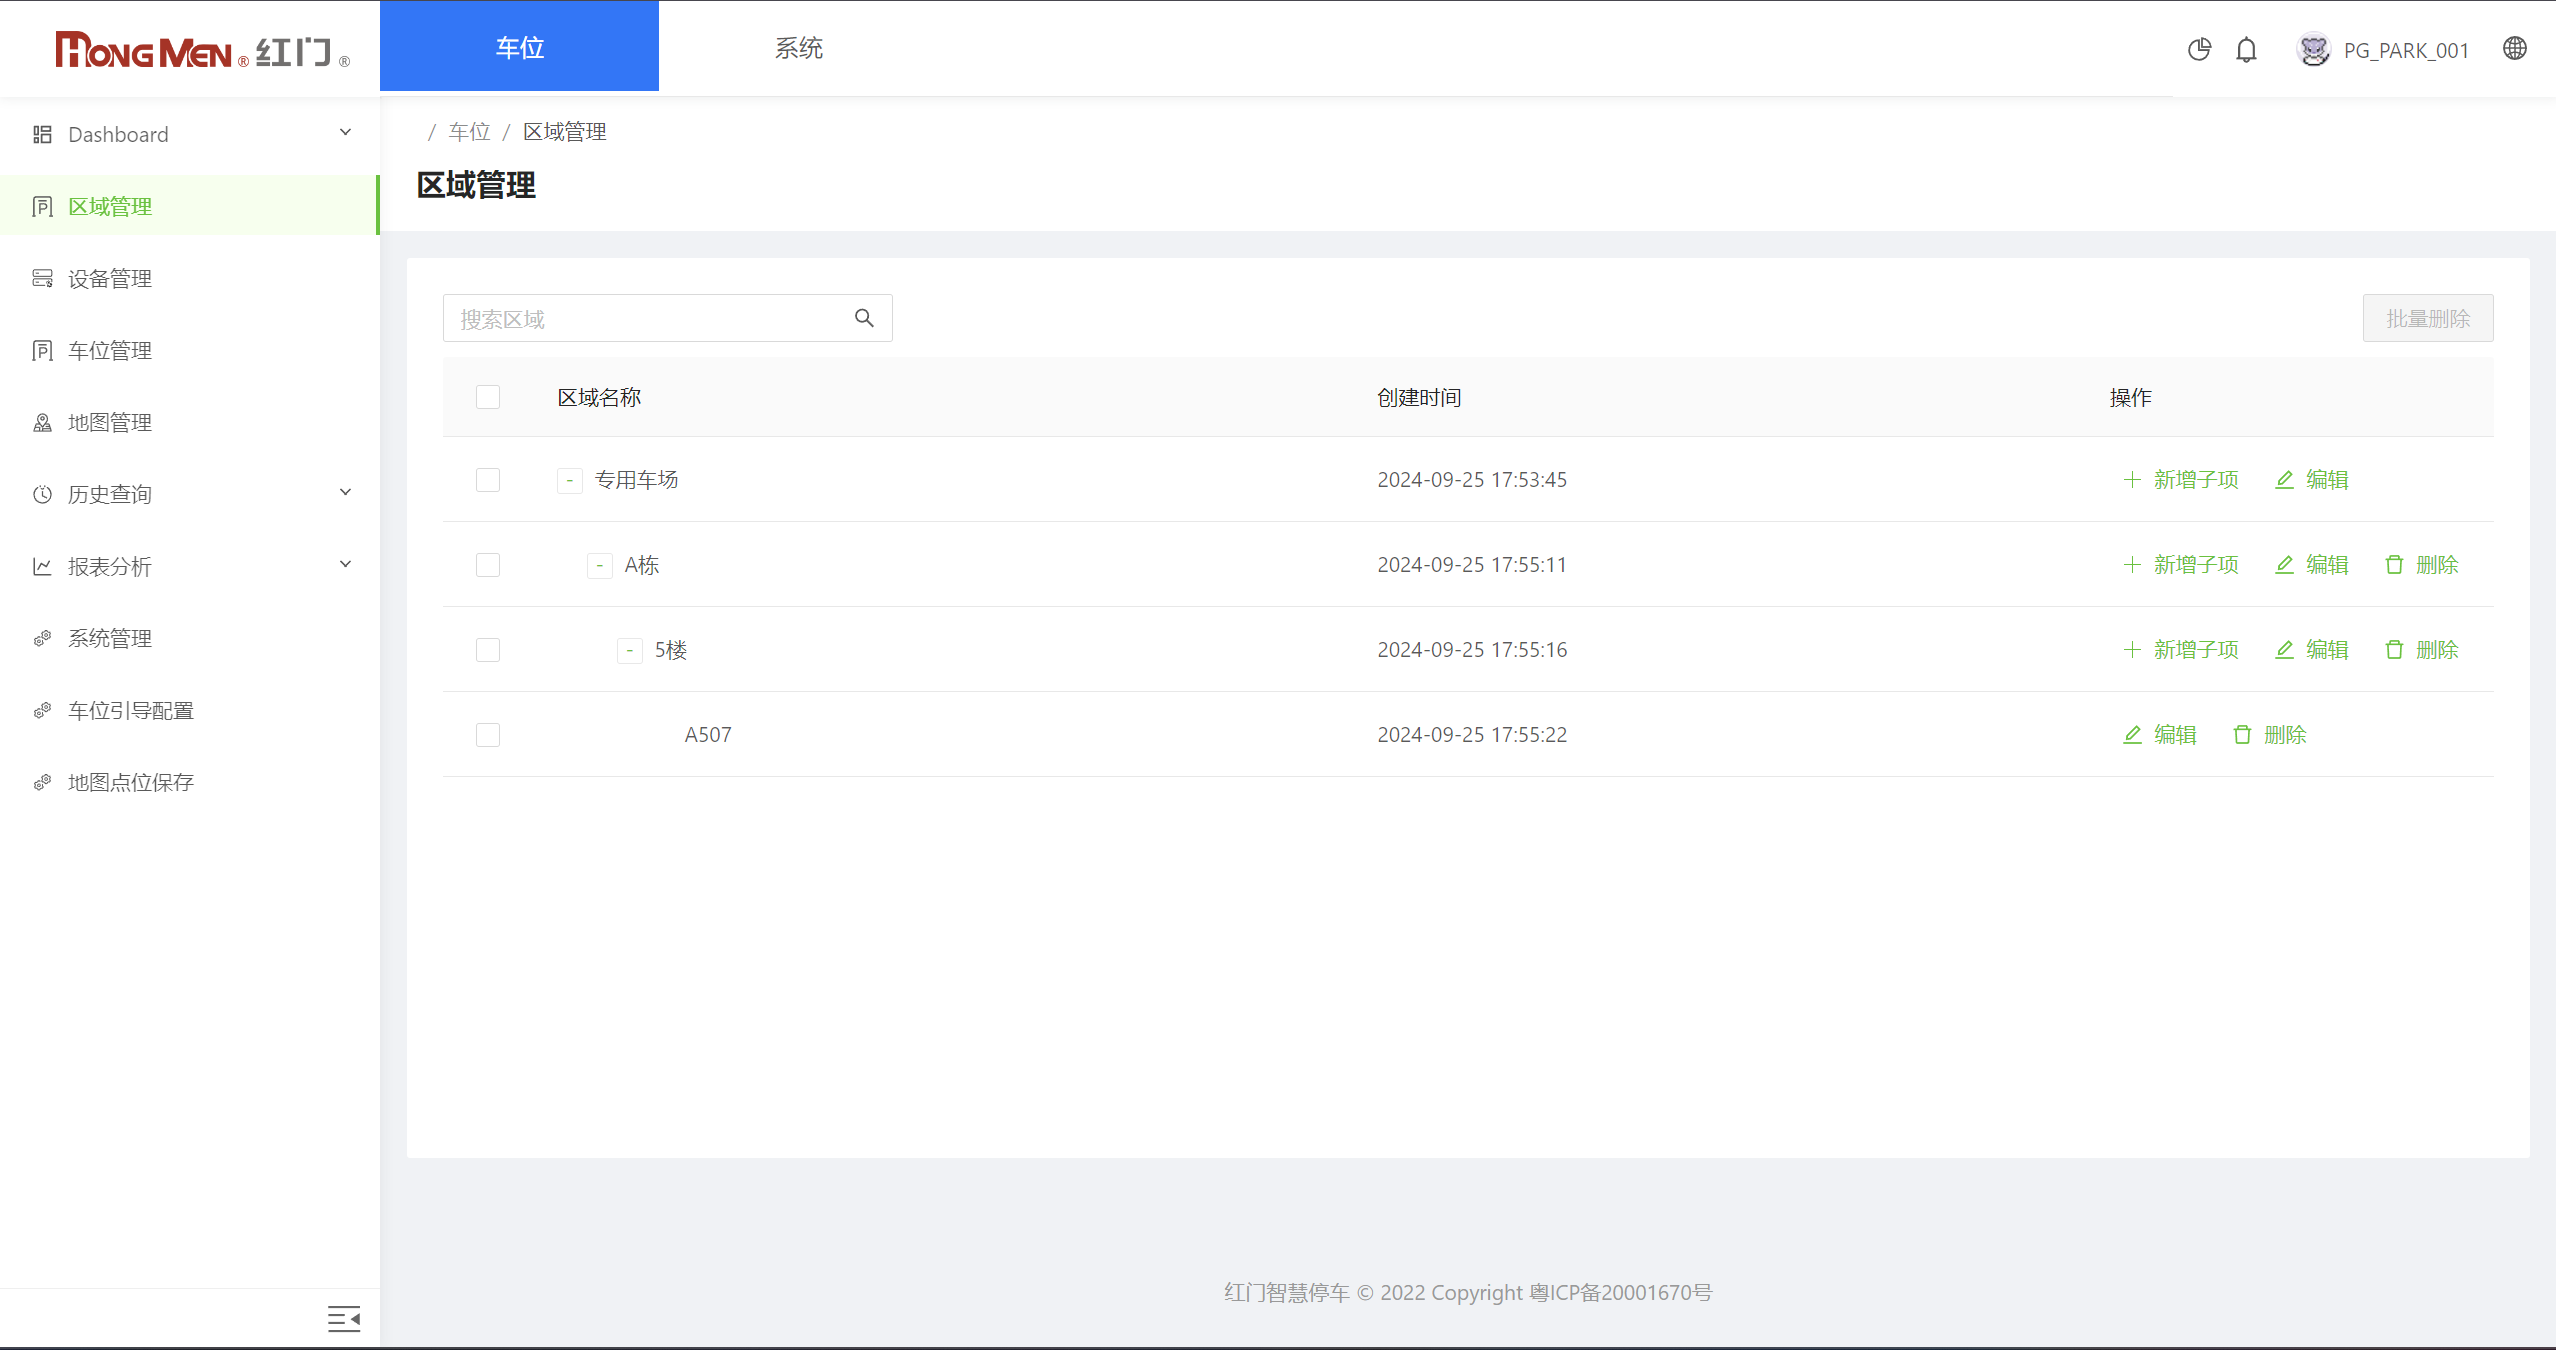 HONGMEN® 红门® 车位 系统 PG_PARK_001
Dashboard
区域管理
设备管理
车位管理
地图管理
历史查询
报表分析
系统管理
车位引导配置
地图点位保存
/ 车位 / 区域管理
区域管理
搜索区域 批量删除
区域名称 创建时间 操作
- 专用车场 2024-09-25 17:53:45 + 新增子项 编辑
- A栋 2024-09-25 17:55:11 + 新增子项 编辑 删除
- 5楼 2024-09-25 17:55:16 + 新增子项 编辑 删除
A507 2024-09-25 17:55:22 编辑 删除
红门智慧停车 © 2022 Copyright 粤ICP备20001670号